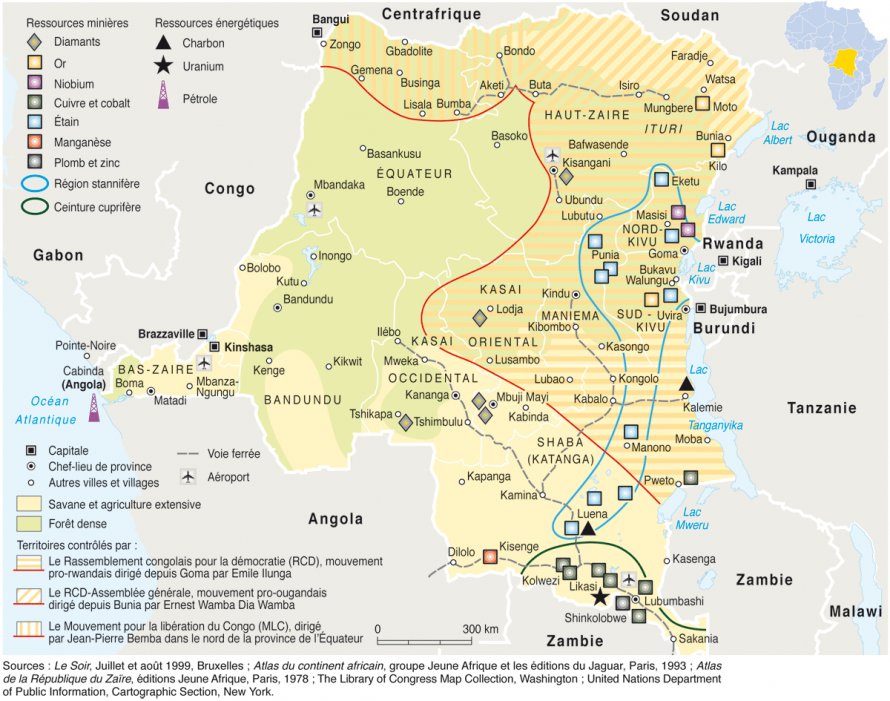 Ressources minières
Diamants
Or
Niobium
Cuivre et cobalt
Étain
Manganèse
Plomb et zinc
Région stannifère
Ceinture cuprifère
Ressources énergétiques
Charbon
Uranium
Pétrole
Centrafrique
Soudan
Bangui
Zongo
Gbadolite
Bondo
Faradje
Gemena
Businga
Aketi
Buta
Isiro
Watsa
Lisala
Bumba
Mungbere
Moto
HAUT-ZAIRE
ITURI
Basoko
Bafwasende
Bunia
Lac
Albert
Ouganda
Basankusu
Kisangani
Kilo
ÉQUATEUR
Congo
Mbandaka
Boende
Ubundu
Eketu
Kampala
Lubutu
Masisi
Lac
Edward
Lac
Victoria
NORD-
KIVU
Rwanda
Gabon
Inongo
Punia
Goma
Kigali
Bolobo
Bukavu
Lac
Kivu
Kutu
KASAI
Kindu
Walungu
Bandundu
Lodja
MANIEMA
SUD -
KIVU
Uvira
Bujumbura
Burundi
Kibombo
Brazzaville
Ilébo
KASAI
ORIENTAL
Pointe-Noire
Kinshasa
Kasongo
Cabinda
(Angola)
BAS-ZAIRE
Kenge
Kikwit
Mweka
Lusambo
Lac
Tanganyika
Boma
Matadi
Mbanza-
Ngungu
OCCIDENTAL
Lubao
Kongolo
Océan
Atlantique
BANDUNDU
Kananga
Mbuji Mayi
Kabalo
Kalemie
Tanzanie
Tshikapa
Tshimbulu
Kabinda
SHABA
(KATANGA)
Manono
Moba
Capitale
Chef-lieu de province
Autres villes et villages
Voie ferrée
Aéroport
Kapanga
Kamina
Pweto
Savane et agriculture extensive
Forêt dense
Angola
Luena
Lac
Mweru
Territoires contrôlés par :
Le Rassemblement congolais pour la démocratie (RCD), mouvement
pro-rwandais dirigé depuis Goma par Emile Ilunga
Dilolo
Kisenge
Kasenga
Kolwezi
Likasi
Zambie
Le RCD-Assemblée générale, mouvement pro-ougandais
dirigé depuis Bunia par Ernest Wamba Dia Wamba
Lubumbashi
Shinkolobwe
Malawi
Le Mouvement pour la libération du Congo (MLC), dirigé
par Jean-Pierre Bemba dans le nord de la province de l'Équateur
0
300 km
Zambie
Sakania
Sources : Le Soir, Juillet et août 1999, Bruxelles ; Atlas du continent africain, groupe Jeune Afrique et les éditions du Jaguar, Paris, 1993 ; Atlas
de la République du Zaïre, éditions Jeune Afrique, Paris, 1978 ; The Library of Congress Map Collection, Washington ; United Nations Department
of Public Information, Cartographic Section, New York.